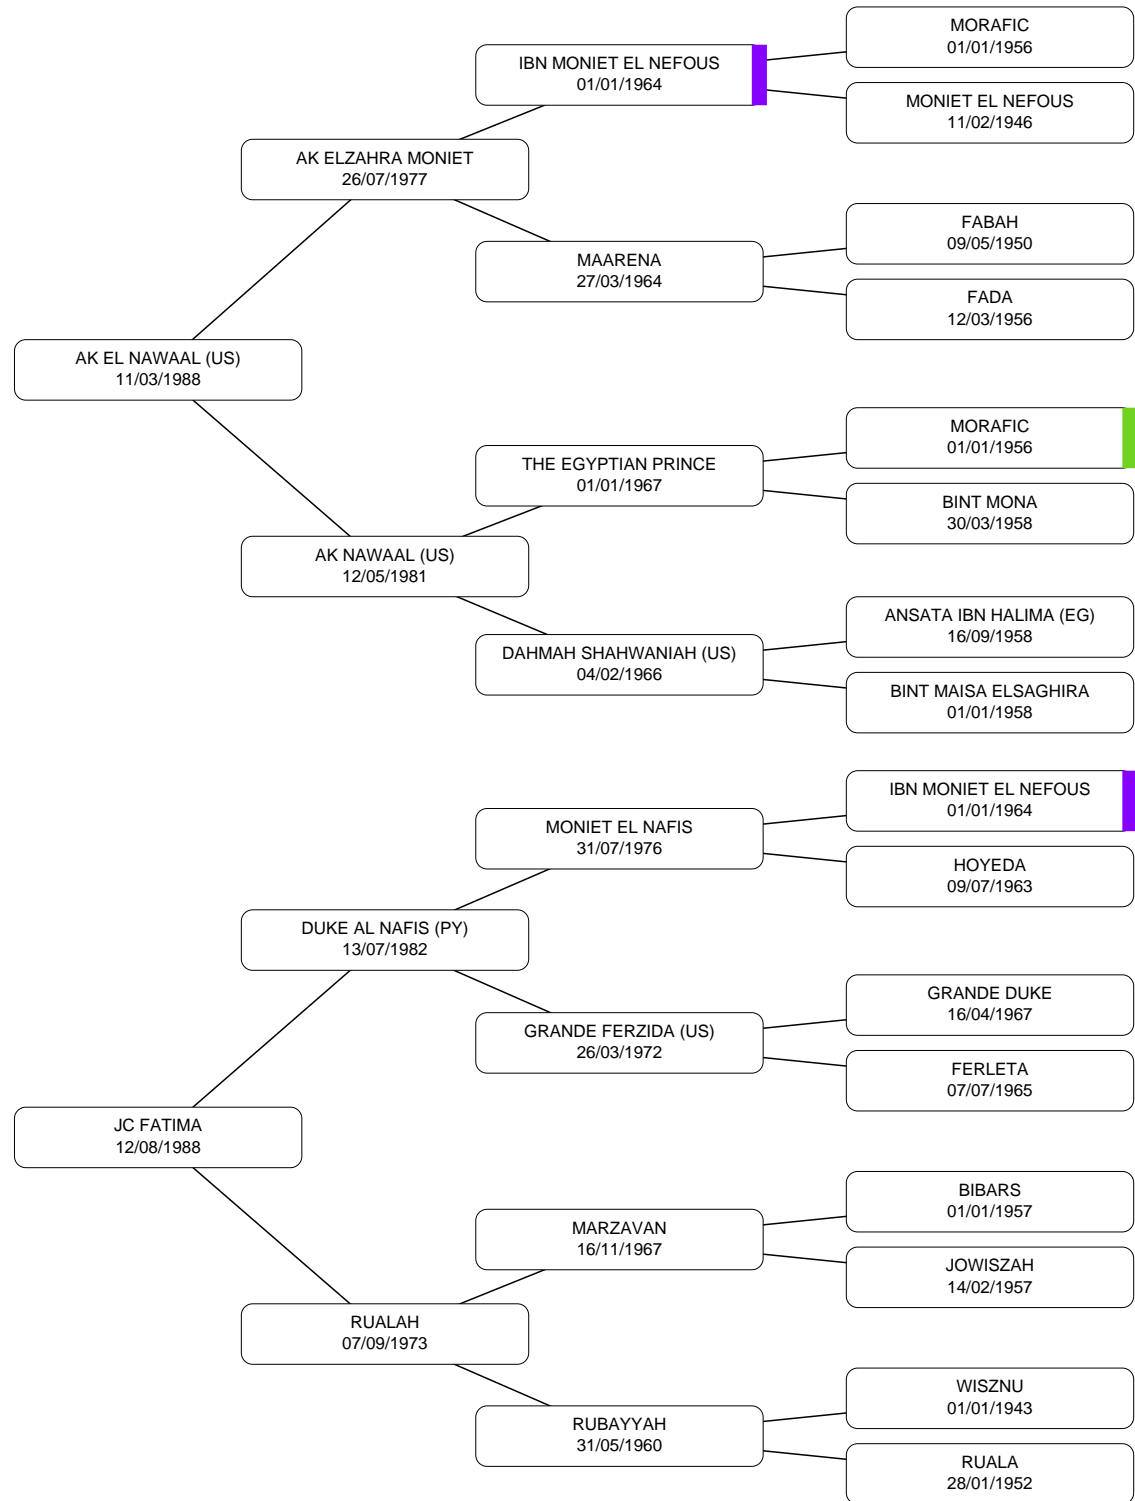 MORAFIC
01/01/1956
IBN MONIET EL NEFOUS
01/01/1964
MONIET EL NEFOUS
11/02/1946
AK ELZAHRA MONIET
26/07/1977
FABAH
09/05/1950
MAARENA
27/03/1964
FADA
12/03/1956
AK EL NAWAAL (US)
11/03/1988
MORAFIC
01/01/1956
THE EGYPTIAN PRINCE
01/01/1967
BINT MONA
30/03/1958
AK NAWAAL (US)
12/05/1981
ANSATA IBN HALIMA (EG)
16/09/1958
DAHMAH SHAHWANIAH (US)
04/02/1966
BINT MAISA ELSAGHIRA
01/01/1958
IBN MONIET EL NEFOUS
01/01/1964
MONIET EL NAFIS
31/07/1976
HOYEDA
09/07/1963
DUKE AL NAFIS (PY)
13/07/1982
GRANDE DUKE
16/04/1967
GRANDE FERZIDA (US)
26/03/1972
FERLETA
07/07/1965
JC FATIMA
12/08/1988
BIBARS
01/01/1957
MARZAVAN
16/11/1967
JOWISZAH
14/02/1957
RUALAH
07/09/1973
WISZNU
01/01/1943
RUBAYYAH
31/05/1960
RUALA
28/01/1952